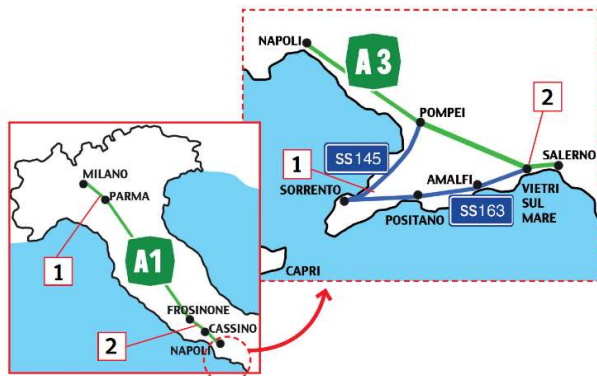 NAPOLI
A3
POMPEI
2
1
SS145
SALERNO
SORRENTO
AMALFI
VIETRI
SUL
MARE
POSITANO
SS163
CAPRI
MILANO
PARMA
1
A1
FROSINONE
CASSINO
2
NAPOLI